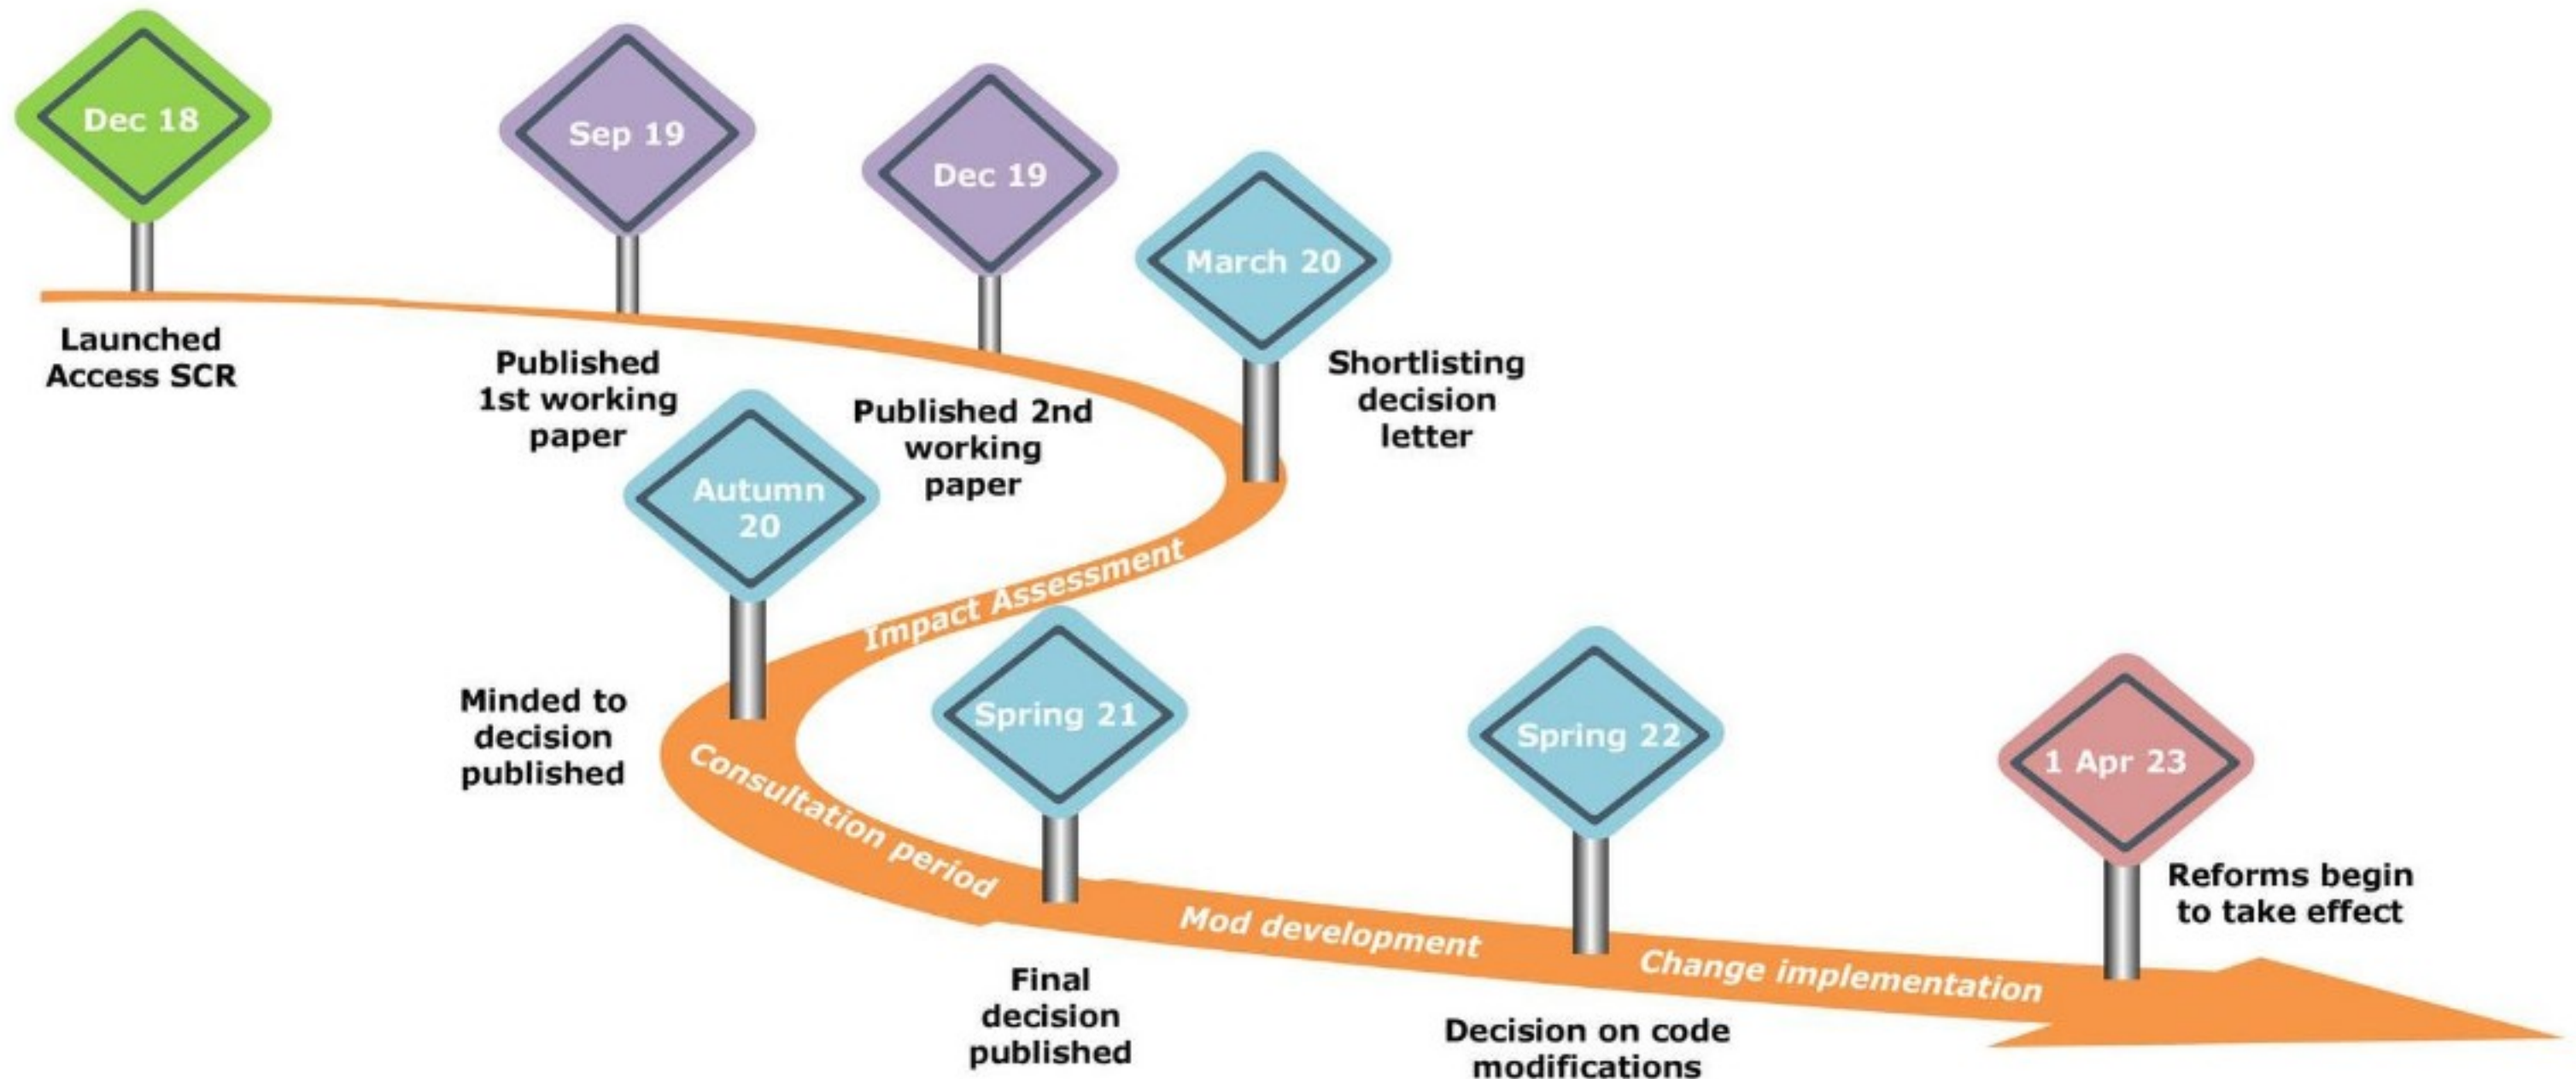 Dec 18
Launched
Access SCR
Sep 19
Published
1st working
paper
Dec 19
Published 2nd
working
paper
March 20
Shortlisting
decision
letter
Impact Assessment
Autumn
20
Minded to
decision
published
Consultation period
Spring 21
Final
decision
published
Mod development
Spring 22
Decision on code
modifications
Change implementation
1 Apr 23
Reforms begin
to take effect